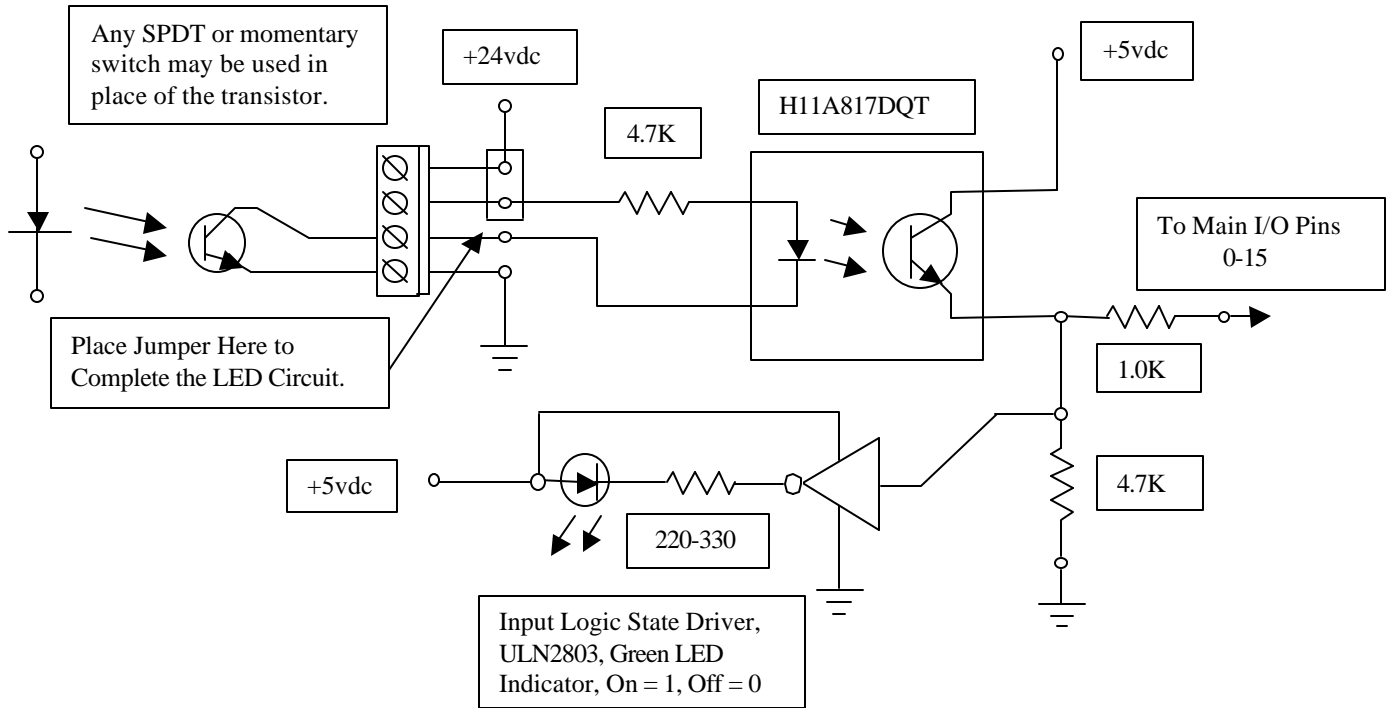 Any SPDT or momentary
switch may be used in
place of the transistor.
+24vdc
+5vdc
4.7K
H11A817DQT
To Main I/O Pins
0-15
Place Jumper Here to
Complete the LED Circuit.
1.0K
+5vdc
4.7K
220-330
Input Logic State Driver,
ULN2803, Green LED
Indicator, On = 1, Off = 0